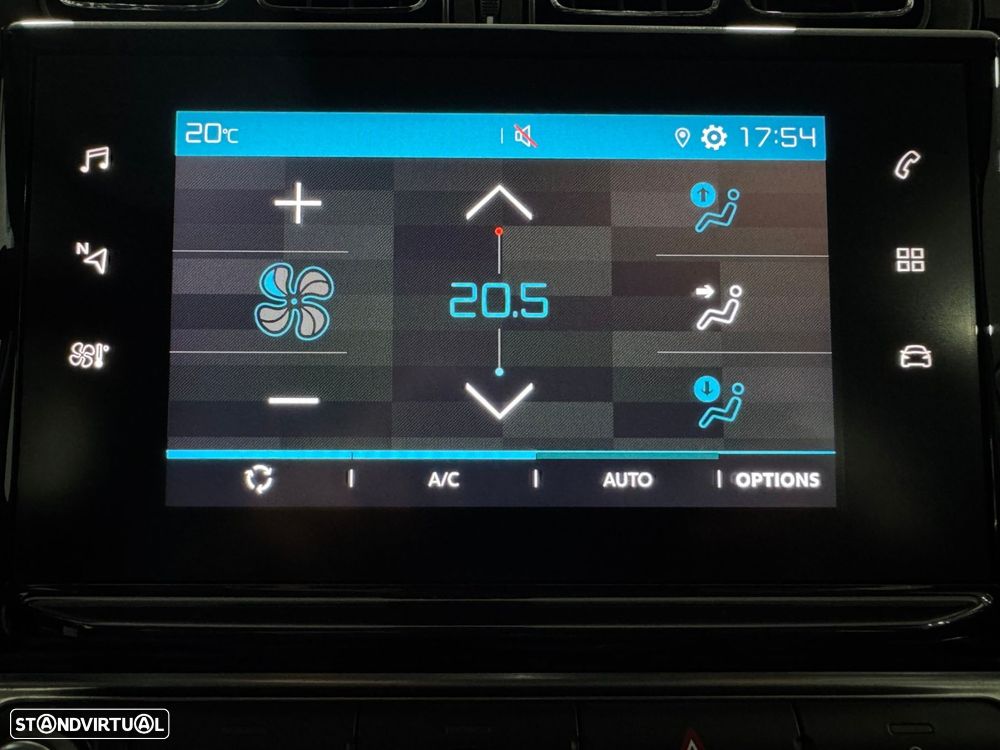 20°C 17:54
N
20.5
A/C AUTO OPTIONS
STANDVIRTUAL